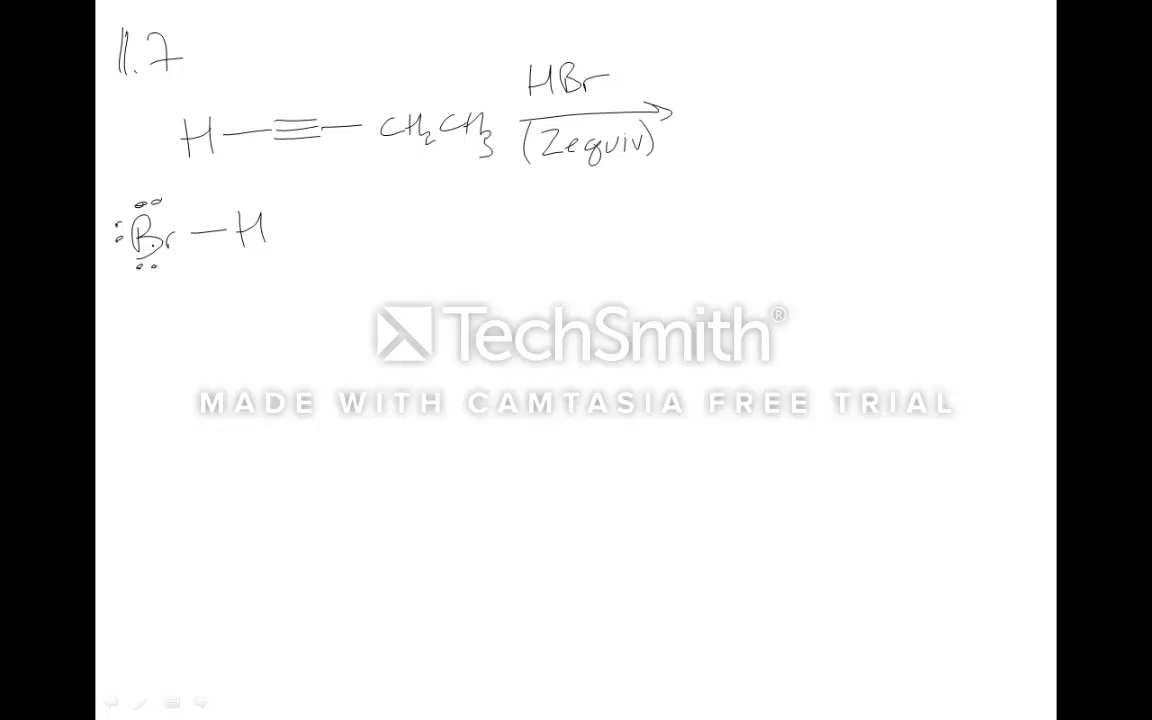 11.7
HBr
H—≡—CH₂CH₃
(2equiv)
Br—H
TechSmith®
MADE WITH CAMTASIA FREE TRIAL